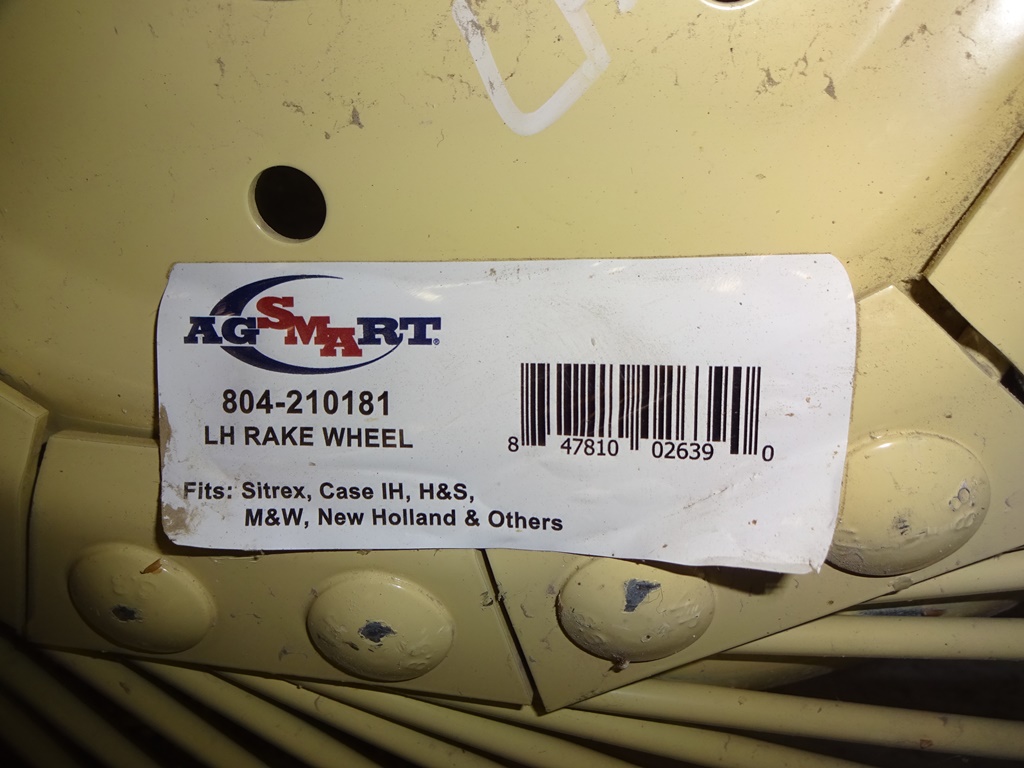 AGSMART®
804-210181
LH RAKE WHEEL
8 47810 02639 0
Fits: Sitrex, Case IH, H&S,
M&W, New Holland & Others